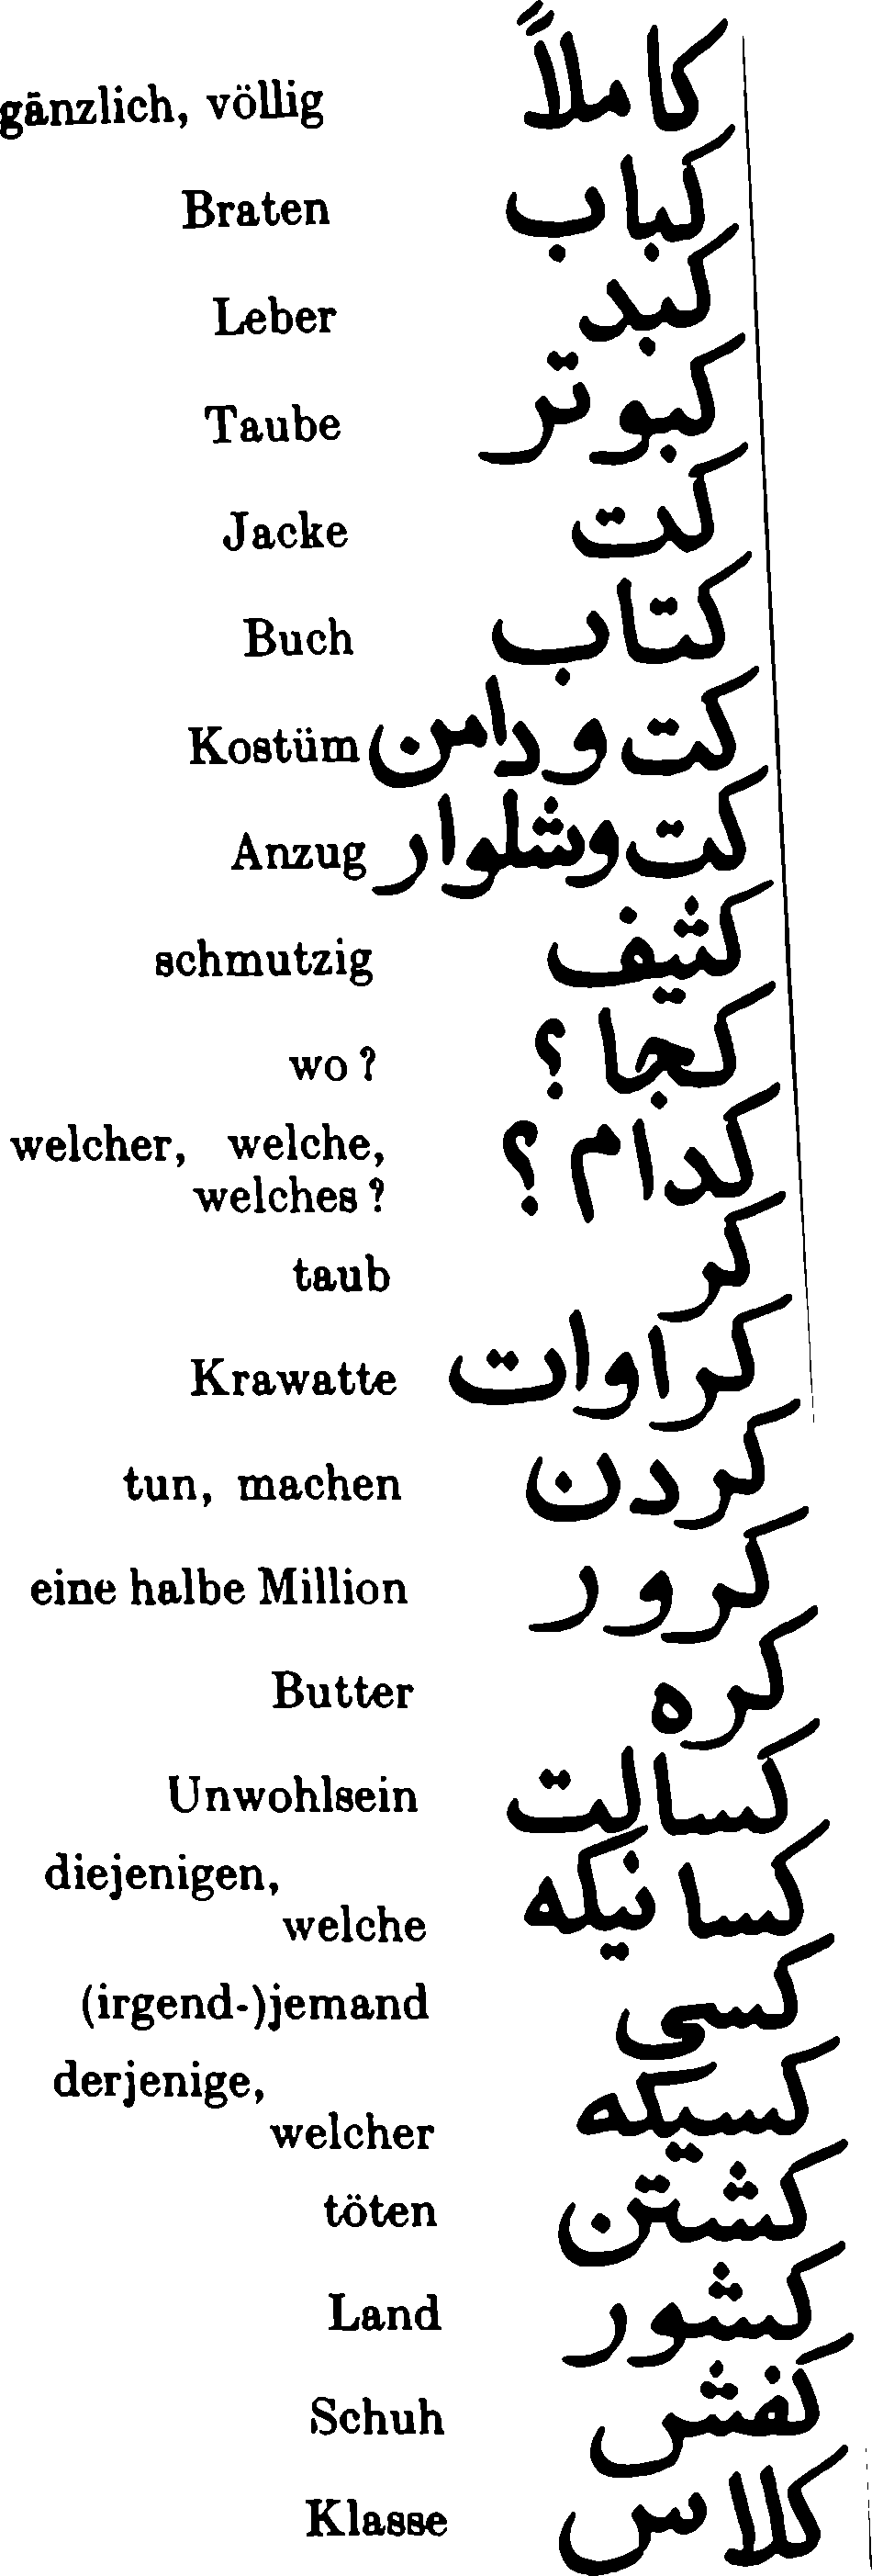 gänzlich, völlig کاملاً
Braten کباب
Leber کبد
Taube کبوتر
Jacke کت
Buch کتاب
Kostüm کت و دامن
Anzug کت وشلوار
schmutzig کثیف
wo? کجا؟
welcher, welche, کدام؟
welches?
taub کر
Krawatte کراوات
tun, machen کردن
eine halbe Million کرور
Butter کره
Unwohlsein کسالت
diejenigen, کسانیکه
welche
(irgend-)jemand کسی
derjenige, کسیکه
welcher
töten کشتن
Land کشور
Schuh کفش
Klasse کلاس